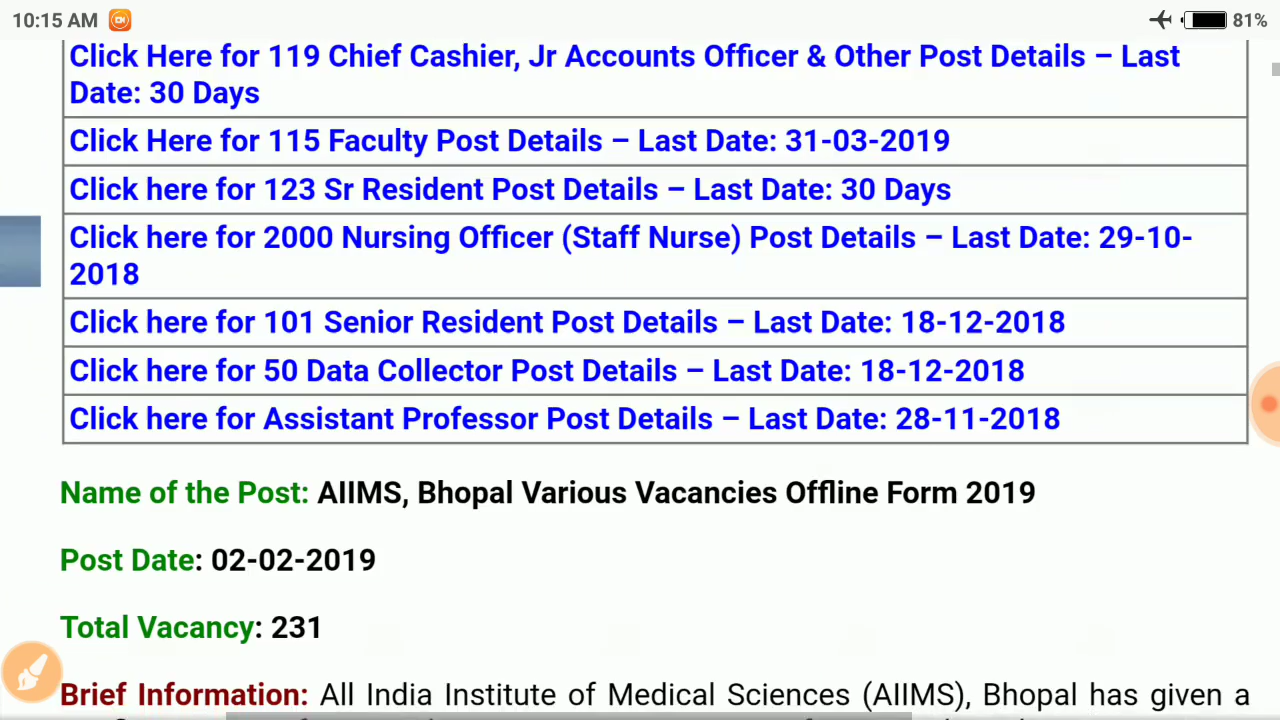 10:15 AM
81%
Click Here for 119 Chief Cashier, Jr Accounts Officer & Other Post Details – Last
Date: 30 Days
Click Here for 115 Faculty Post Details – Last Date: 31-03-2019
Click here for 123 Sr Resident Post Details – Last Date: 30 Days
Click here for 2000 Nursing Officer (Staff Nurse) Post Details – Last Date: 29-10-
2018
Click here for 101 Senior Resident Post Details – Last Date: 18-12-2018
Click here for 50 Data Collector Post Details – Last Date: 18-12-2018
Click here for Assistant Professor Post Details – Last Date: 28-11-2018
Name of the Post: AIIMS, Bhopal Various Vacancies Offline Form 2019
Post Date: 02-02-2019
Total Vacancy: 231
Brief Information: All India Institute of Medical Sciences (AIIMS), Bhopal has given a